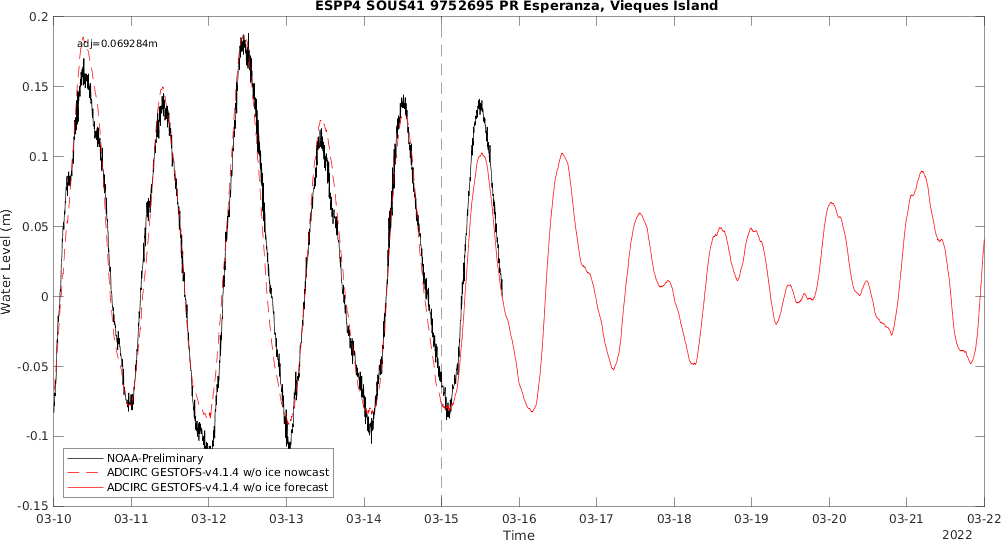 ESPP4 SOUS41 9752695 PR Esperanza, Vieques Island
adj=0.069284m
Water Level (m)
0.2
0.15
0.1
0.05
0
-0.05
-0.1
-0.15
NOAA-Preliminary
ADCIRC GESTOFS-v4.1.4 w/o ice nowcast
ADCIRC GESTOFS-v4.1.4 w/o ice forecast
03-10 03-11 03-12 03-13 03-14 03-15 03-16 03-17 03-18 03-19 03-20 03-21 03-22
Time
2022